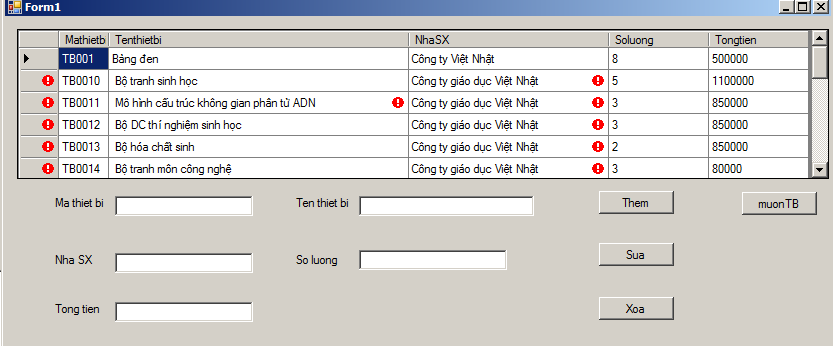 Form1
Mathietb Tenthietbi NhaSX Soluong Tongtien
TB001 Bảng đen Công ty Việt Nhật 8 500000
TB0010 Bộ tranh sinh học Công ty giáo dục Việt Nhật 5 1100000
TB0011 Mô hình cấu trúc không gian phân tử ADN Công ty giáo dục Việt Nhật 3 850000
TB0012 Bộ DC thí nghiệm sinh học Công ty giáo dục Việt Nhật 3 850000
TB0013 Bộ hóa chất sinh Công ty giáo dục Việt Nhật 2 850000
TB0014 Bộ tranh môn công nghệ Công ty giáo dục Việt Nhật 3 80000
Ma thiet bi Ten thiet bi Them muonTB
Nha SX So luong Sua
Tong tien Xoa